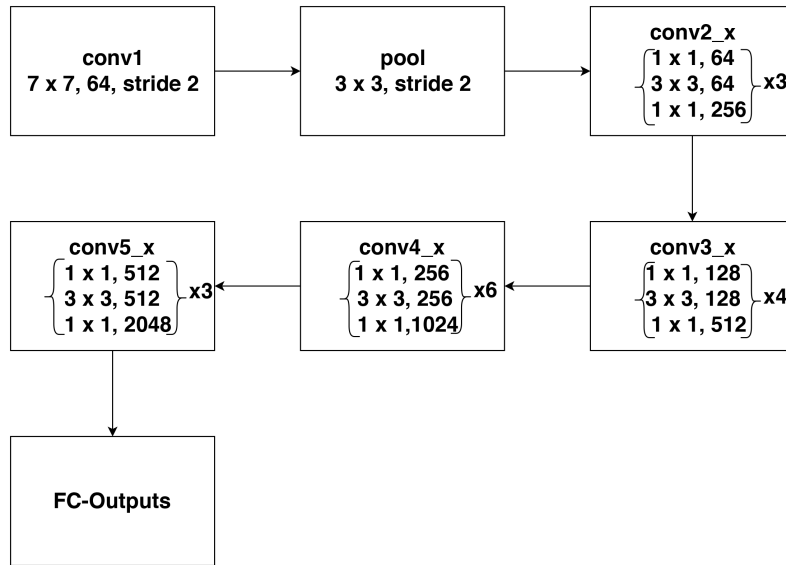 conv1
7 x 7, 64, stride 2
pool
3 x 3, stride 2
conv2_x
1 x 1, 64
3 x 3, 64
1 x 1, 256
x3
conv3_x
1 x 1, 128
3 x 3, 128
1 x 1, 512
x4
conv4_x
1 x 1, 256
3 x 3, 256
1 x 1,1024
x6
conv5_x
1 x 1, 512
3 x 3, 512
1 x 1, 2048
x3
FC-Outputs